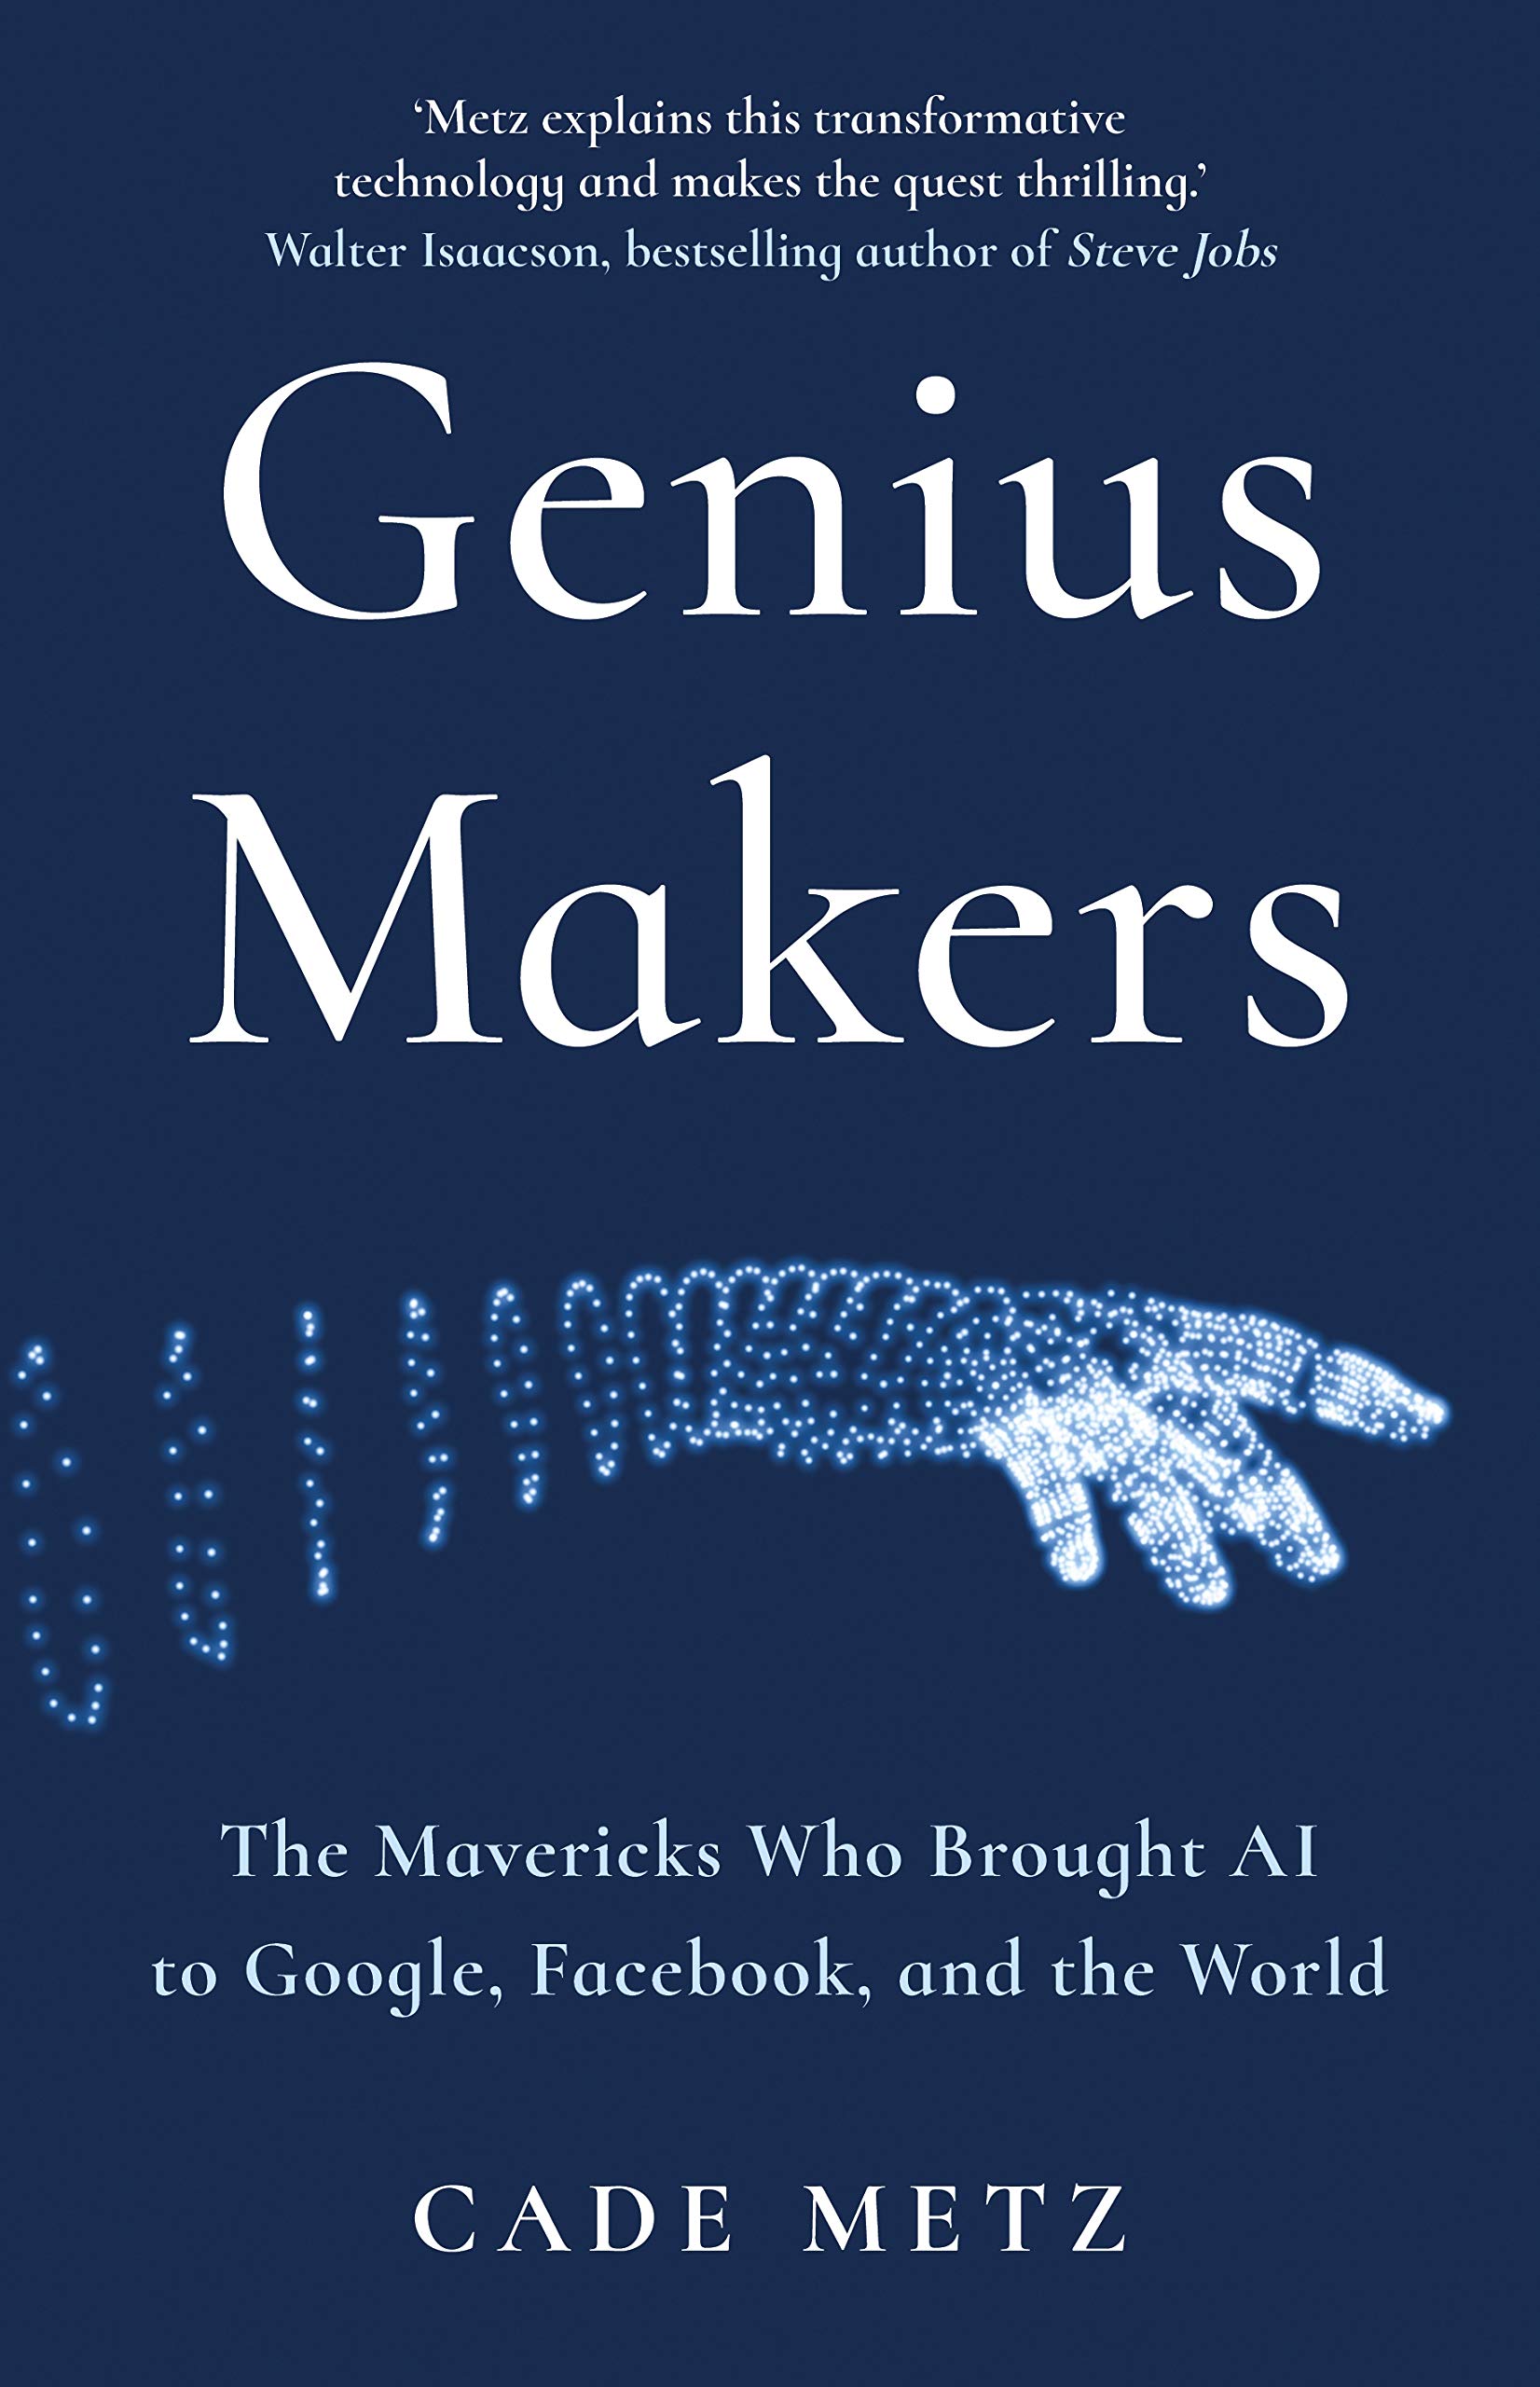 ‘Metz explains this transformative
technology and makes the quest thrilling.’
Walter Isaacson, bestselling author of Steve Jobs
Genius
Makers
The Mavericks Who Brought AI
to Google, Facebook, and the World
CADE METZ